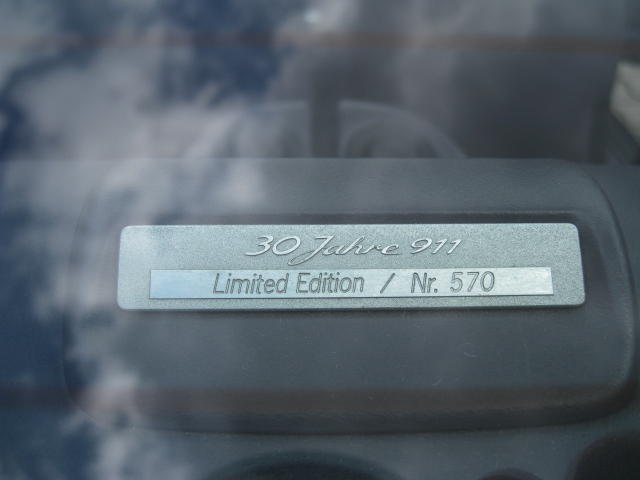 30 Jahre 911
Limited Edition / Nr. 570